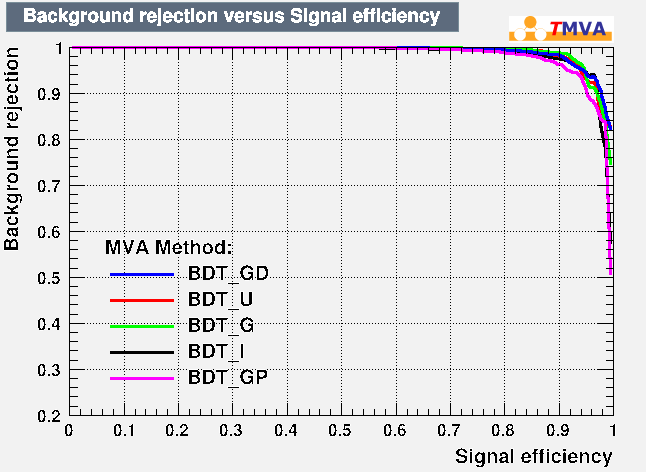 Background rejection versus Signal efficiency
TMVA
Background rejection
1
0.9
0.8
0.7
0.6
0.5
0.4
0.3
0.2
MVA Method:
BDT_GD
BDT_U
BDT_G
BDT_I
BDT_GP
0 0.1 0.2 0.3 0.4 0.5 0.6 0.7 0.8 0.9 1
Signal efficiency